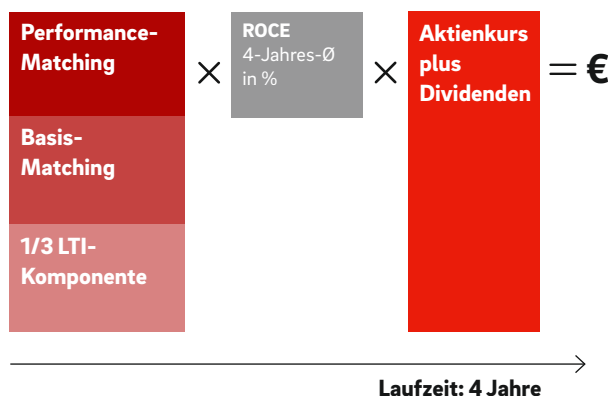 Performance-
Matching
Basis-
Matching
1/3 LTI-
Komponente
×
ROCE
4-Jahres-Ø
in %
×
Aktienkurs
plus
Dividenden
= €
Laufzeit: 4 Jahre